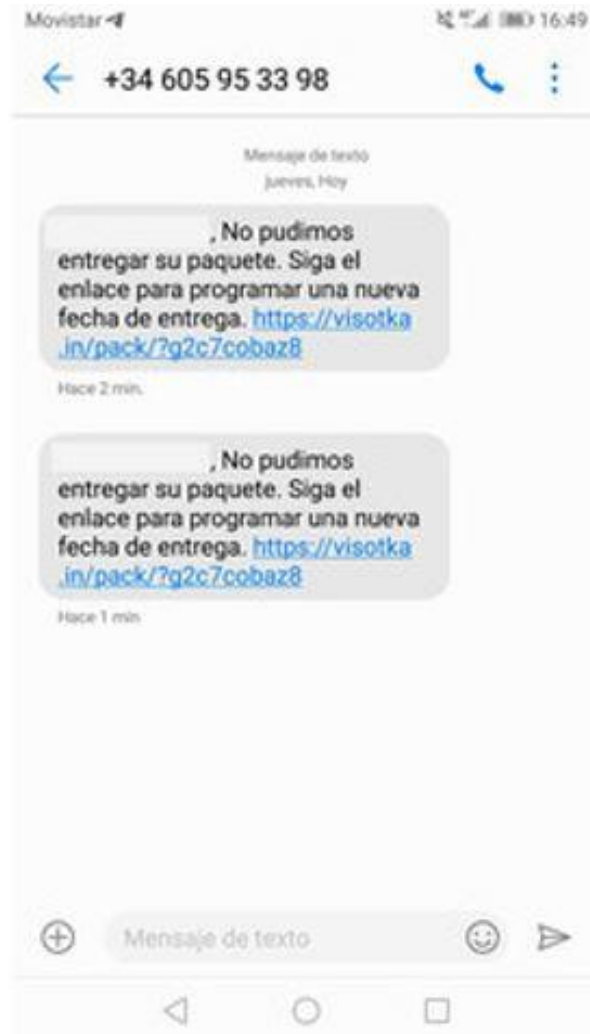 Movistar
16:49
+34 605 95 33 98
Mensaje de texto
jueves, Hoy
, No pudimos
entregar su paquete. Siga el
enlace para programar una nueva
fecha de entrega. https://visotka
.in/pack/?g2c7cobaz8
Hace 2 min.
, No pudimos
entregar su paquete. Siga el
enlace para programar una nueva
fecha de entrega. https://visotka
.in/pack/?g2c7cobaz8
Hace 1 min
Mensaje de texto